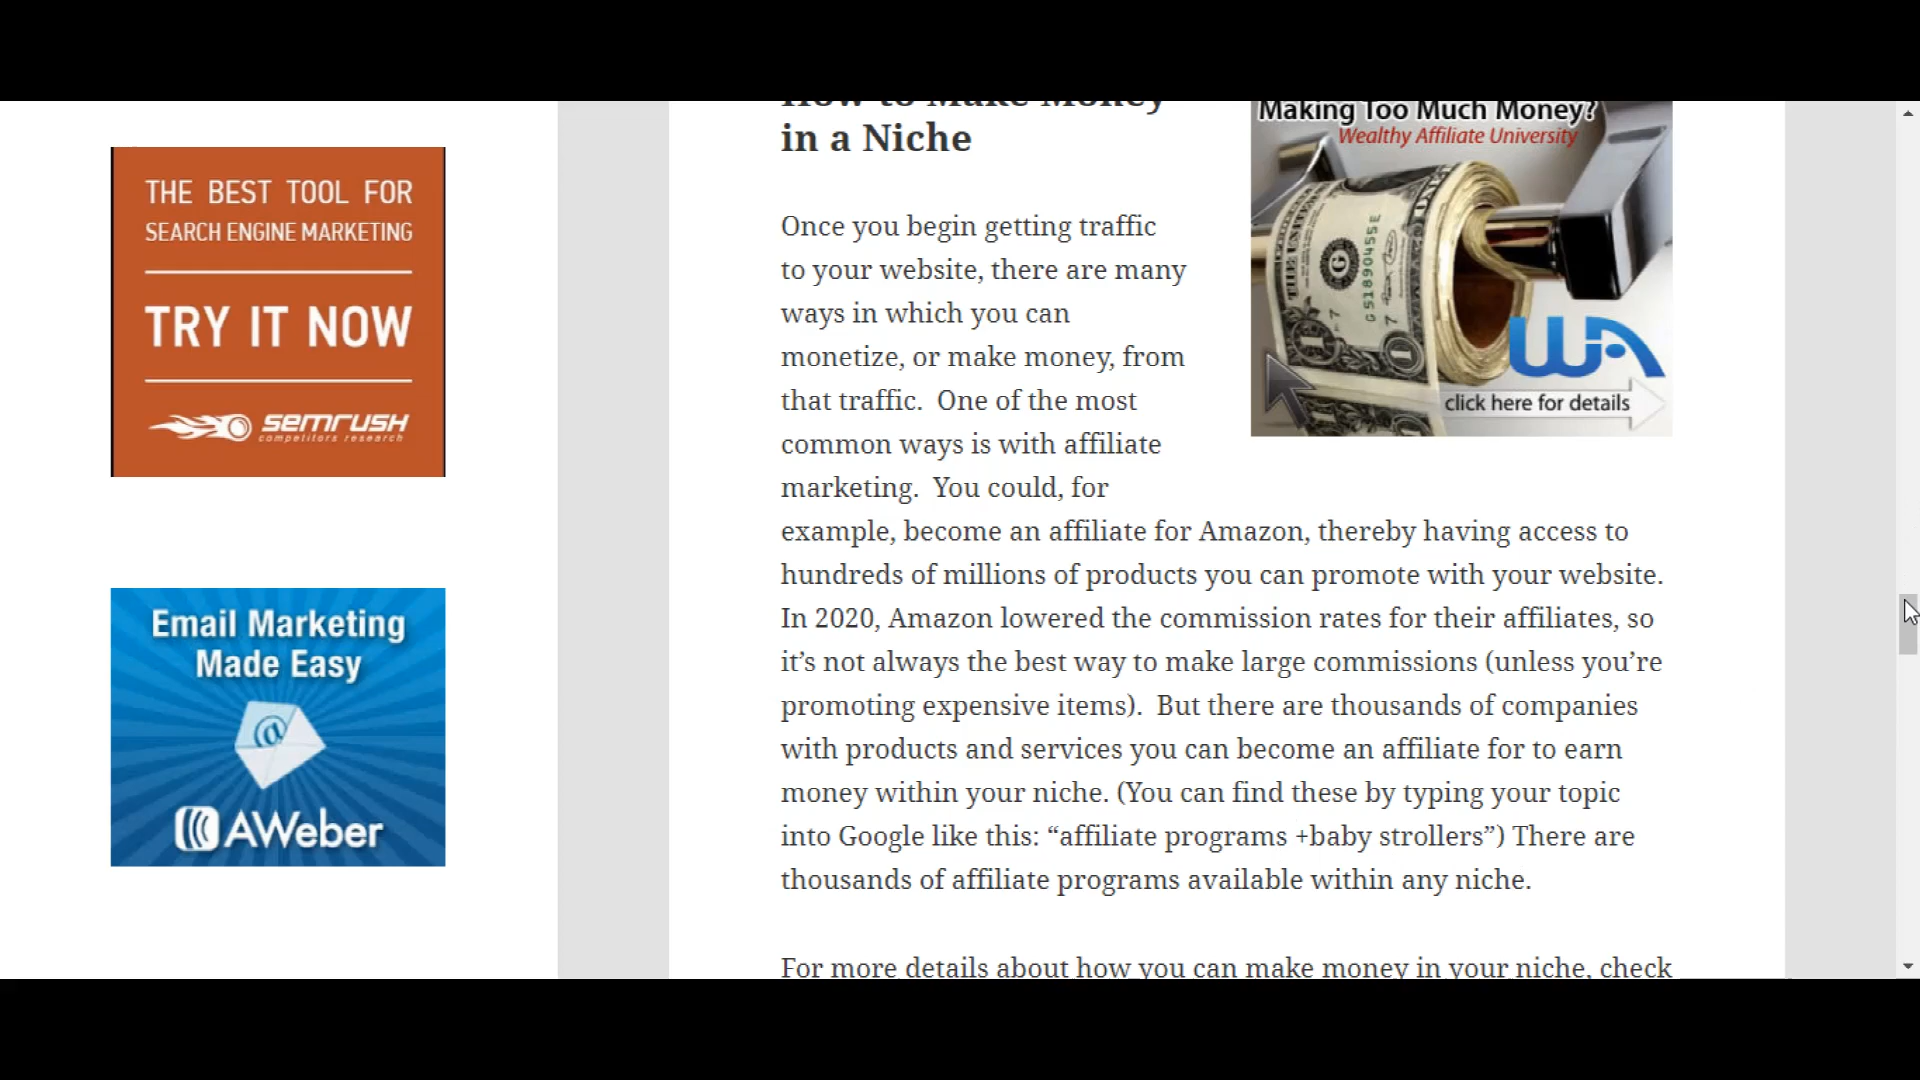 THE BEST TOOL FOR
SEARCH ENGINE MARKETING
TRY IT NOW
semrush
competitors research
Email Marketing
Made Easy
@
AWeber
How to Make Money
in a Niche
Making Too Much Money?
Wealthy Affiliate University
WA
click here for details
Once you begin getting traffic
to your website, there are many
ways in which you can
monetize, or make money, from
that traffic.  One of the most
common ways is with affiliate
marketing.  You could, for
example, become an affiliate for Amazon, thereby having access to
hundreds of millions of products you can promote with your website.
In 2020, Amazon lowered the commission rates for their affiliates, so
it’s not always the best way to make large commissions (unless you’re
promoting expensive items).  But there are thousands of companies
with products and services you can become an affiliate for to earn
money within your niche. (You can find these by typing your topic
into Google like this: “affiliate programs +baby strollers”) There are
thousands of affiliate programs available within any niche.
For more details about how you can make money in your niche, check